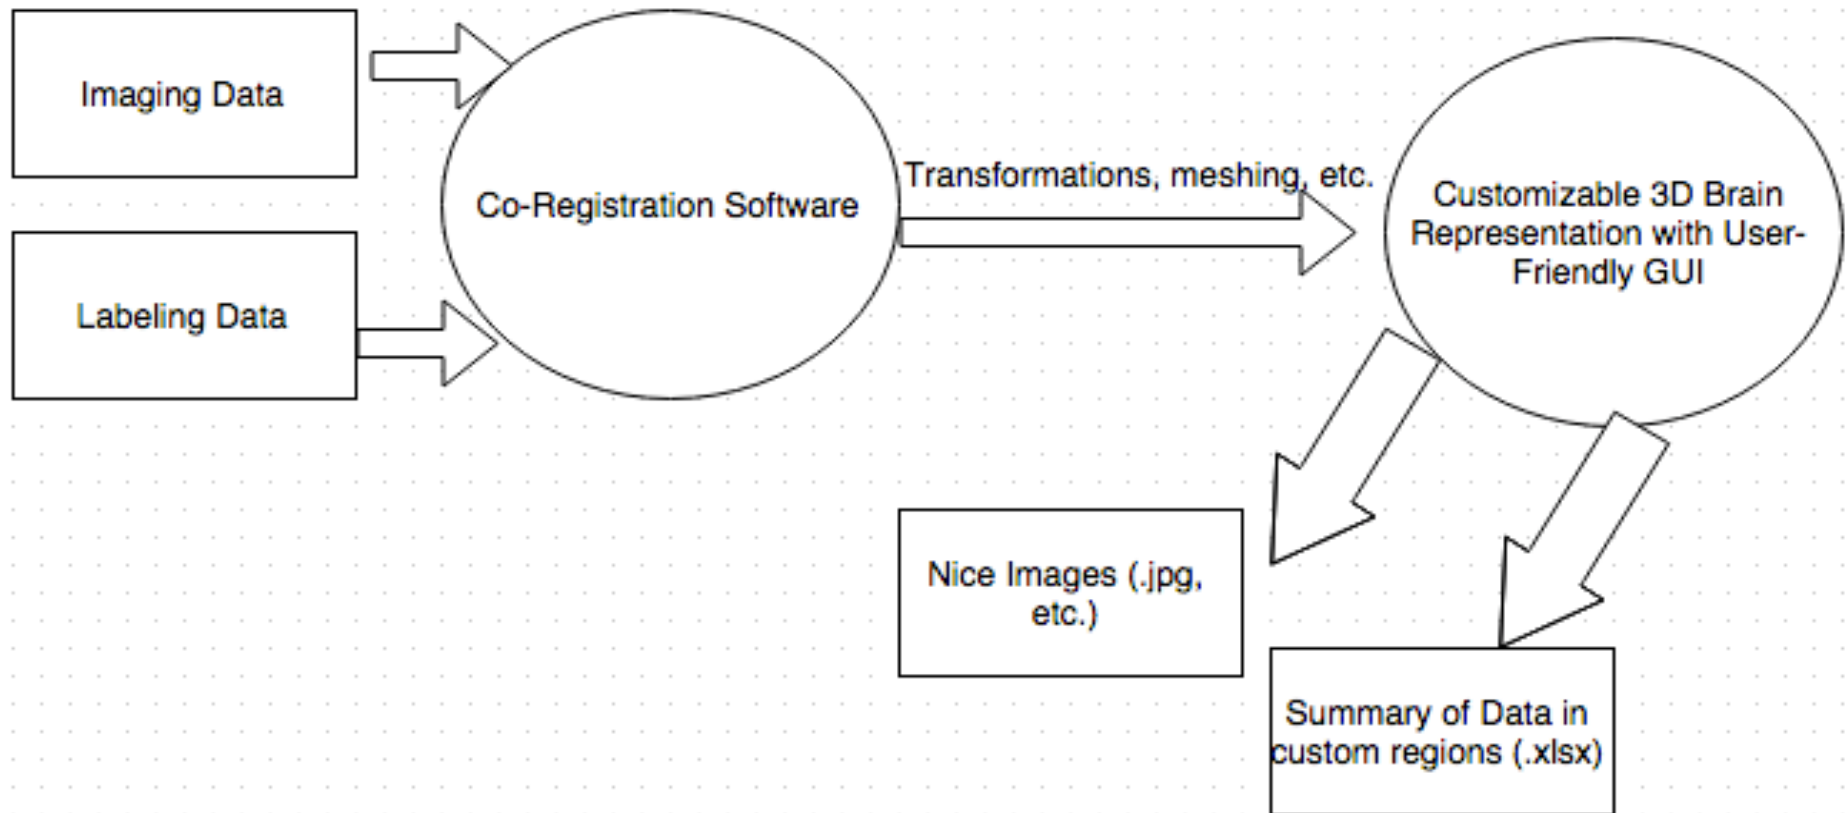 Imaging Data
Labeling Data
Co-Registration Software
Transformations, meshing, etc.
Customizable 3D Brain
Representation with User-
Friendly GUI
Nice Images (.jpg,
etc.)
Summary of Data in
custom regions (.xlsx)